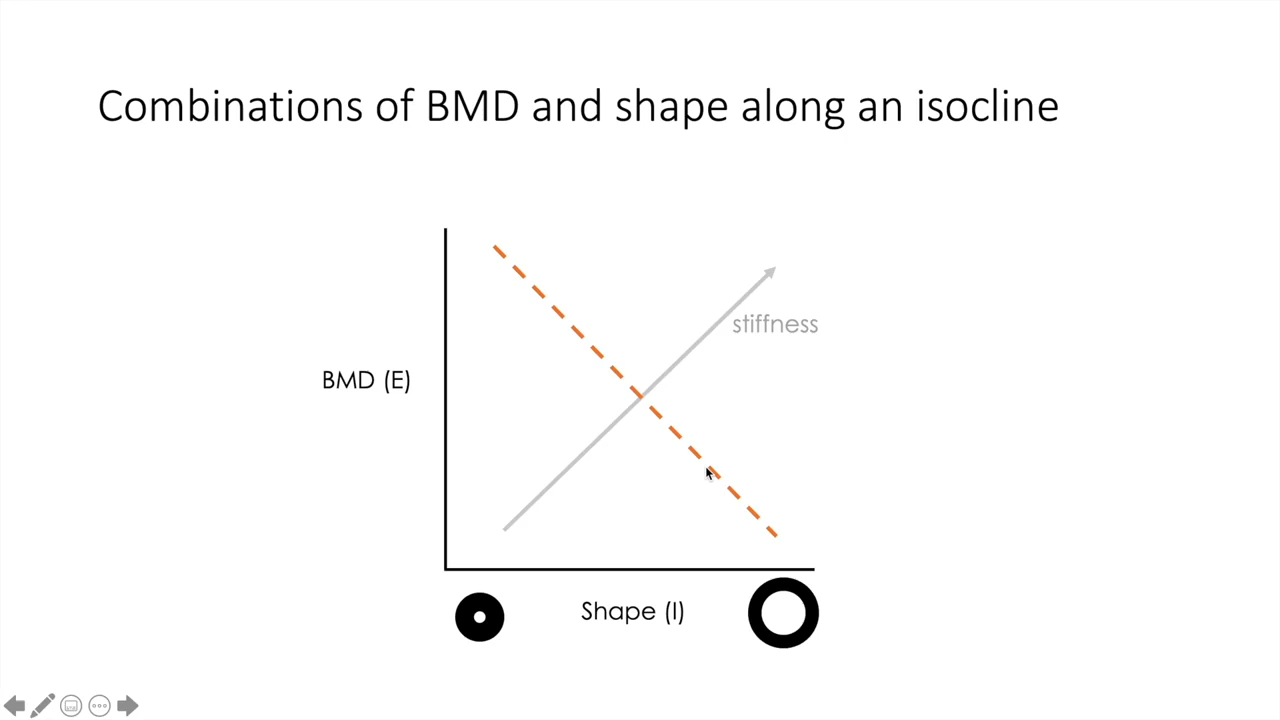 Combinations of BMD and shape along an isocline
stiffness
BMD (E)
Shape (I)